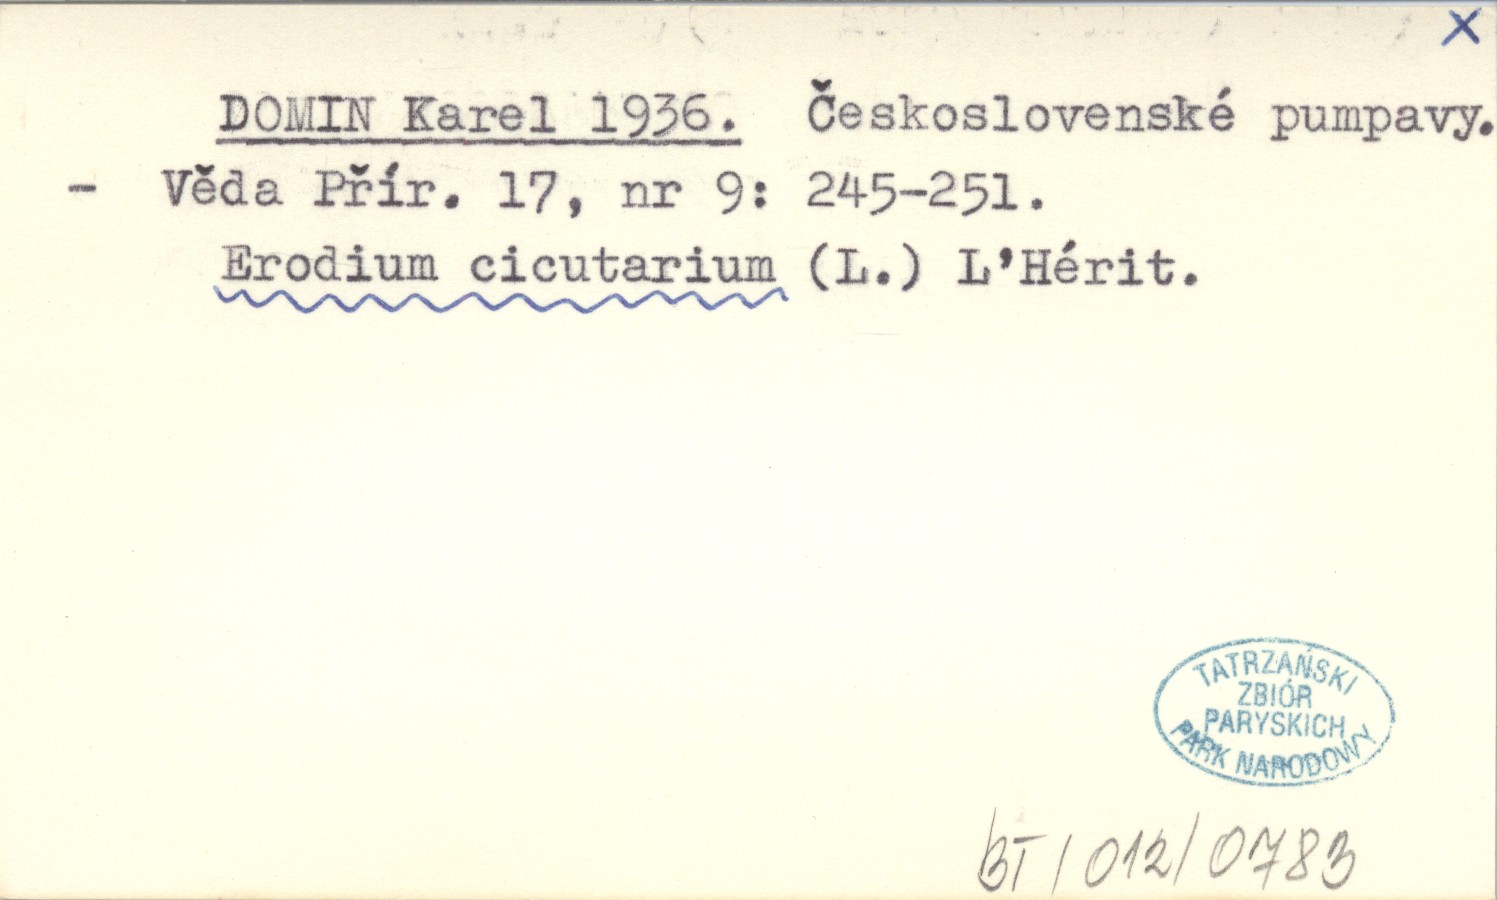 X
DOMIN Karel 1936. Československé pumpavy.
- Věda Přír. 17, nr 9: 245-251.
Erodium cicutarium (L.) L'Hérit.
TATRZAŃSKI
ZBIÓR
PARYSKICH
PARK NARODOWY
BT/012/0783